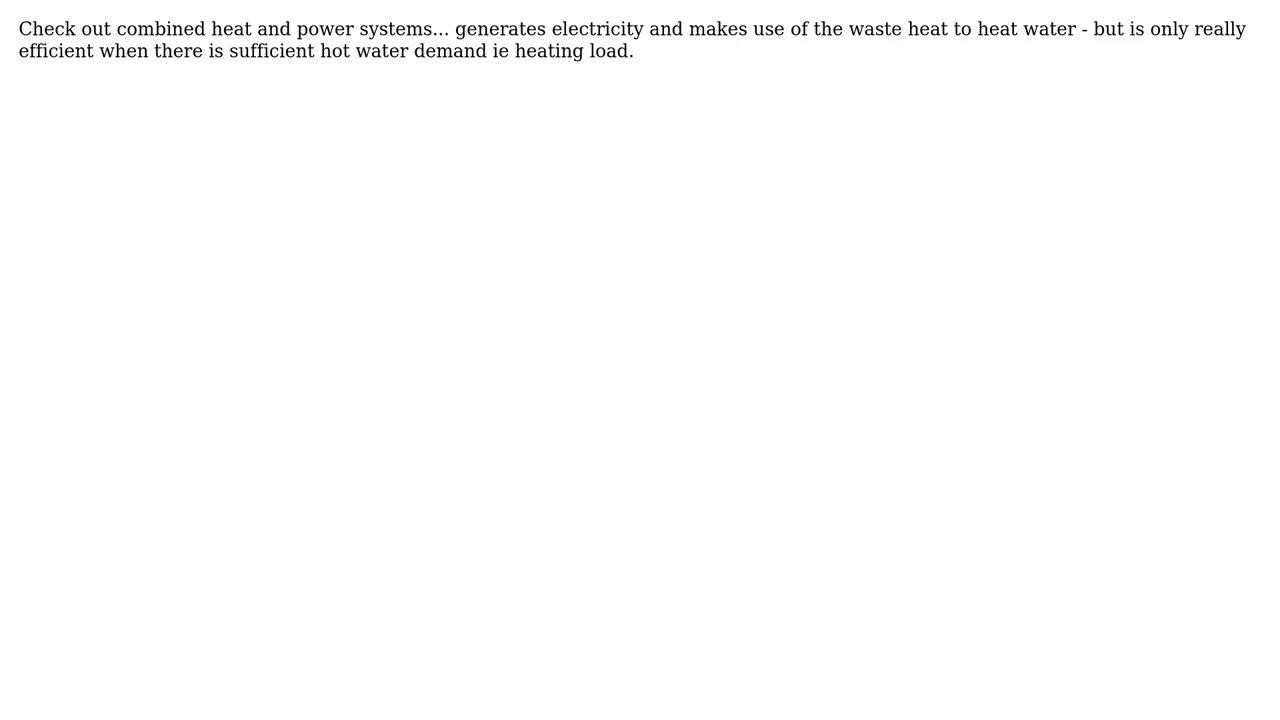 Check out combined heat and power systems... generates electricity and makes use of the waste heat to heat water - but is only really
efficient when there is sufficient hot water demand ie heating load.